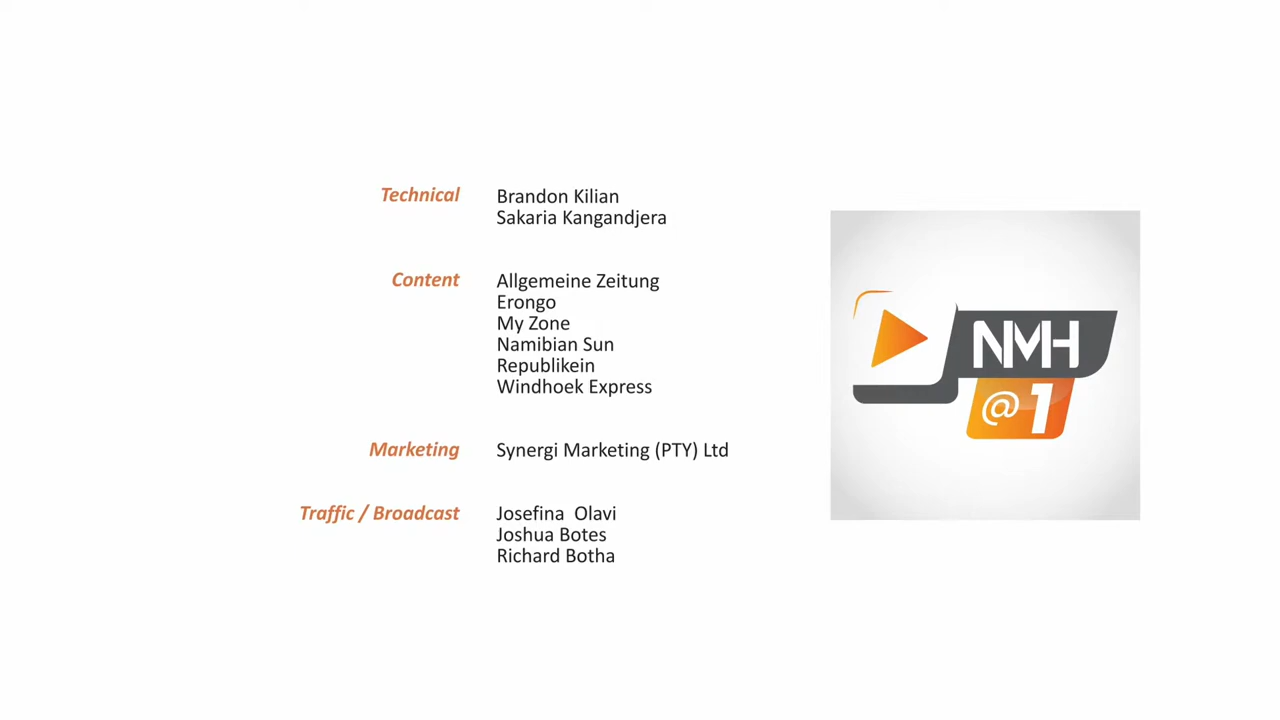 Technical Brandon Kilian
Sakaria Kangandjera
Content Allgemeine Zeitung
Erongo
My Zone
Namibian Sun
Republikein
Windhoek Express
Marketing Synergi Marketing (PTY) Ltd
Traffic / Broadcast Josefina  Olavi
Joshua Botes
Richard Botha
NMH
@1